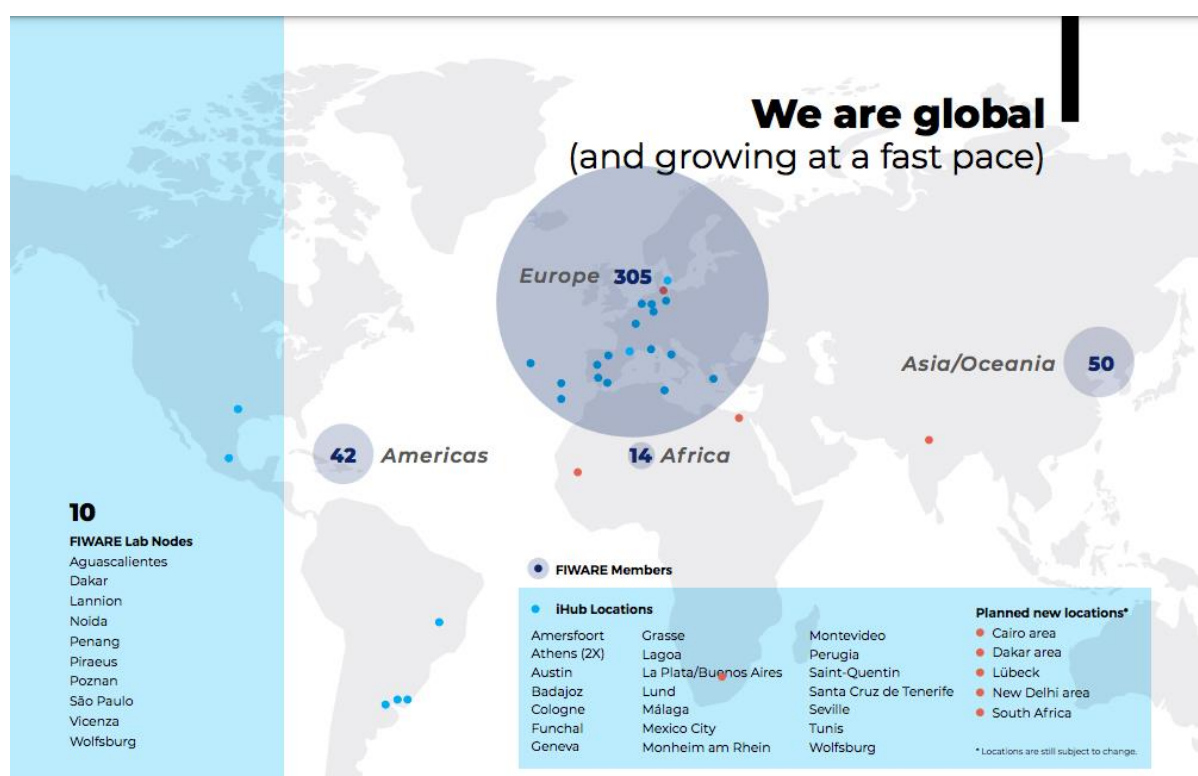 We are global
(and growing at a fast pace)
Europe 305
Asia/Oceania 50
42 Americas
14 Africa
10
FIWARE Lab Nodes
Aguascalientes
Dakar
Lannion
Noida
Penang
Piraeus
Poznan
São Paulo
Vicenza
Wolfsburg
FIWARE Members
iHub Locations
Amersfoort
Athens (2X)
Austin
Badajoz
Cologne
Funchal
Geneva
Grasse
Lagoa
La Plata/Buenos Aires
Lund
Málaga
Mexico City
Monheim am Rhein
Montevideo
Perugia
Saint-Quentin
Santa Cruz de Tenerife
Seville
Tunis
Wolfsburg
Planned new locations*
Cairo area
Dakar area
Lübeck
New Delhi area
South Africa
* Locations are still subject to change.